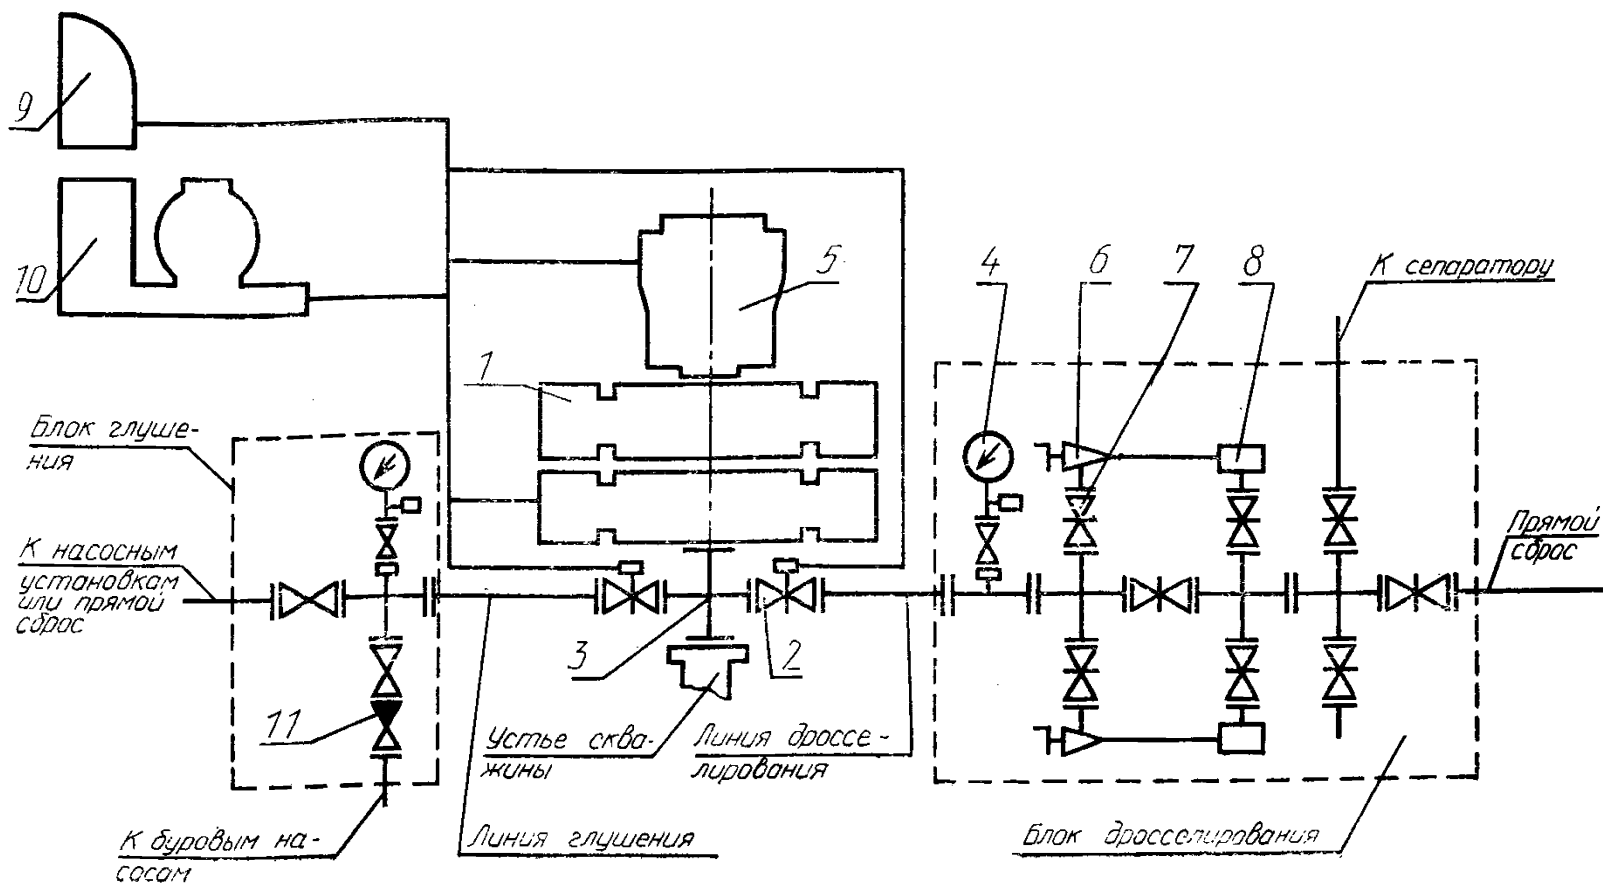 9
10
1
5
4
6
7
8
К сепаратору
Блок глуше-
ния
К насосным
установкам
или прямой
сброс
Прямой
сброс
3
2
11
Устье сква-
жины
Линия дроссе-
лирования
К буровым на-
сосам
Линия глушения
Блок дросселирования